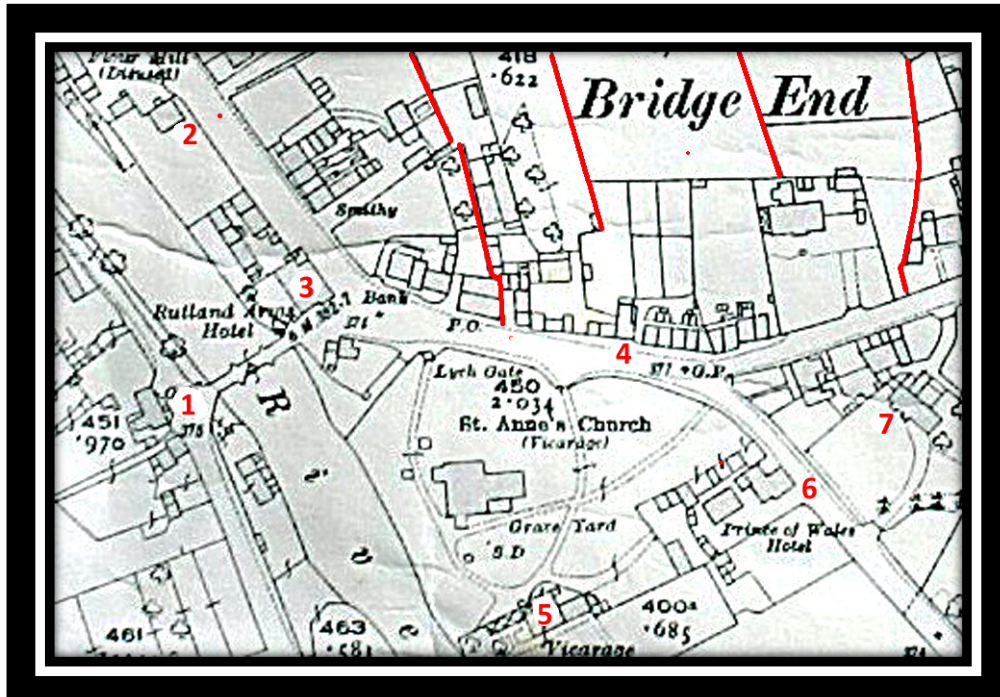 Flour Mill
(Disused)
418
·622
Bridge End
2
Smithy
3
Rutland Arms
Hotel
Bank
P.O.
4
Lych Gate
450
2·034
St. Anne's Church
(Vicarage)
1
R
451
·970
7
6
Grave Yard
S.D
Prince of Wales
Hotel
5
Vicarage
461
463
·581
·685